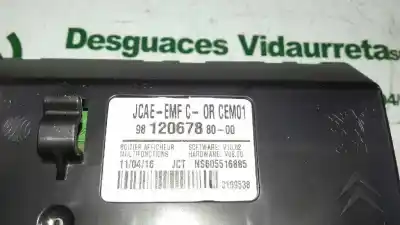 Desguaces Vidaurreta
JCAE-EMF C-OR CEM01
98 120678 80-00
BOITIER AFFICHEUR SOFTWARE: V10.02
MULTIFONCTIONS HARDWARE: V06.00
11/04/16 JCT NS605516885
2199538